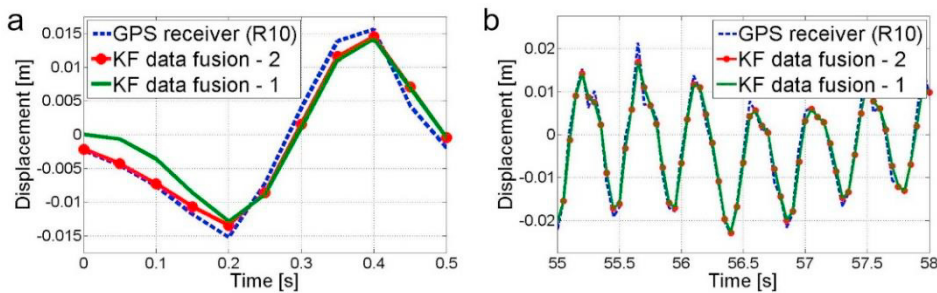 a
GPS receiver (R10)
KF data fusion - 2
KF data fusion - 1
Displacement [m]
0.015
0.01
0.005
0
-0.005
-0.01
-0.015
0
0.1
0.2
0.3
0.4
0.5
Time [s]
b
GPS receiver (R10)
KF data fusion - 2
KF data fusion - 1
Displacement [m]
0.02
0.01
0
-0.01
-0.02
55
55.5
56
56.5
57
57.5
58
Time [s]